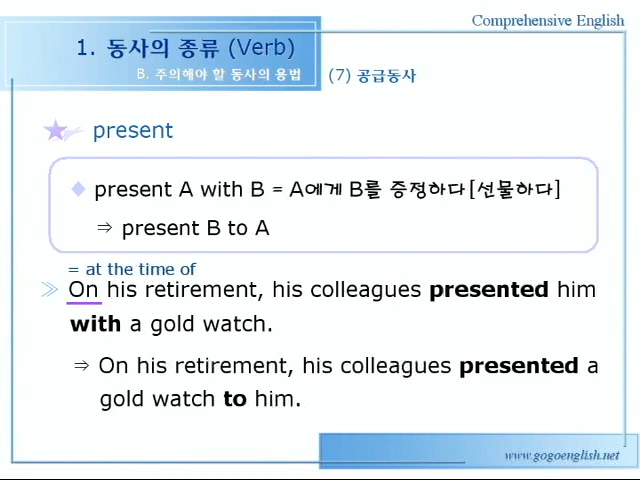 Comprehensive English
1. 동사의 종류 (Verb)
B. 주의해야 할 동사의 용법
(7) 공급동사
present
present A with B = A에게 B를 증정하다[선물하다]
⇒ present B to A
= at the time of
On his retirement, his colleagues presented him
with a gold watch.
⇒ On his retirement, his colleagues presented a
gold watch to him.
www.gogoenglish.net